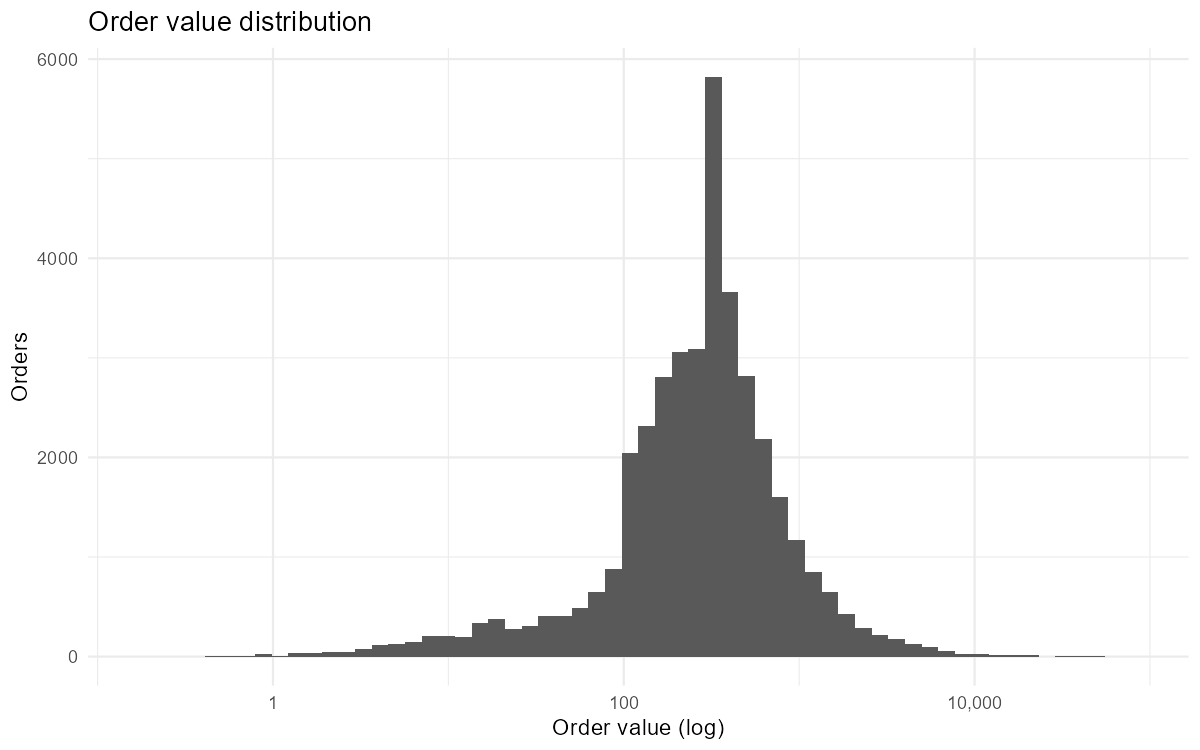 Order value distribution
6000
4000
2000
0
Orders
1 100 10,000
Order value (log)